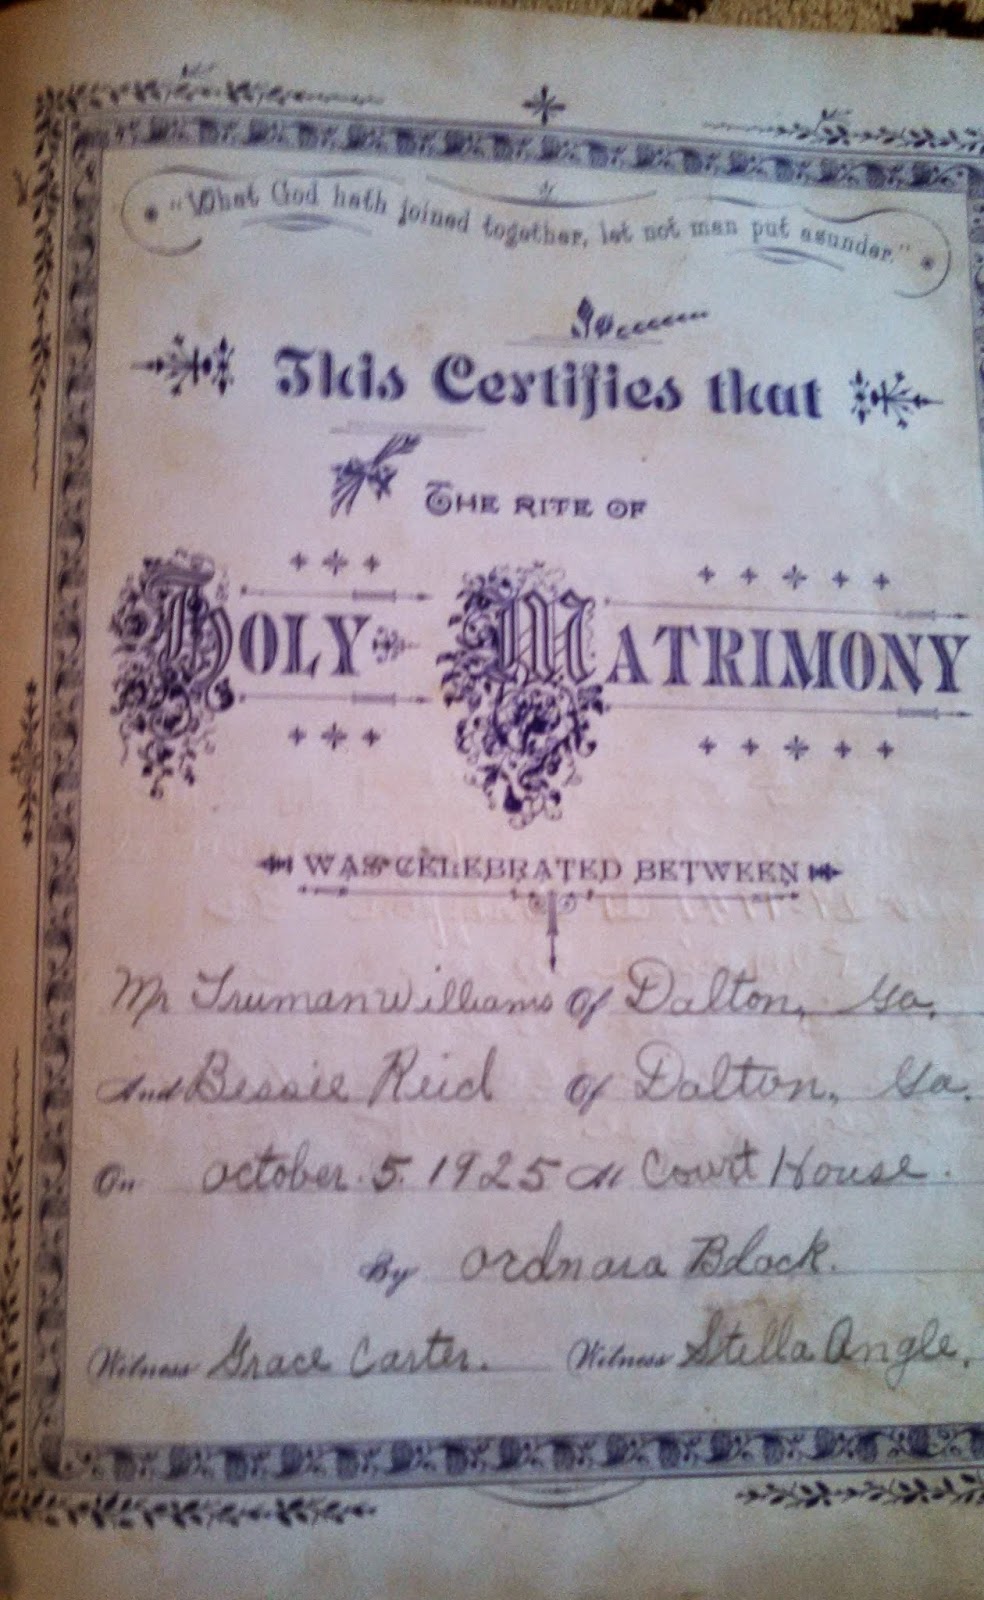 "What God hath joined together, let not man put asunder."
This Certifies that
THE RITE OF
HOLY MATRIMONY
WAS CELEBRATED BETWEEN
Mr Truman Williams Of Dalton, Ga.
And Bessie Reid Of Dalton, Ga.
On october. 5. 1925 At Court House.
By ordnara Black.
Witness Grace Carter. Witness Stella Angle.